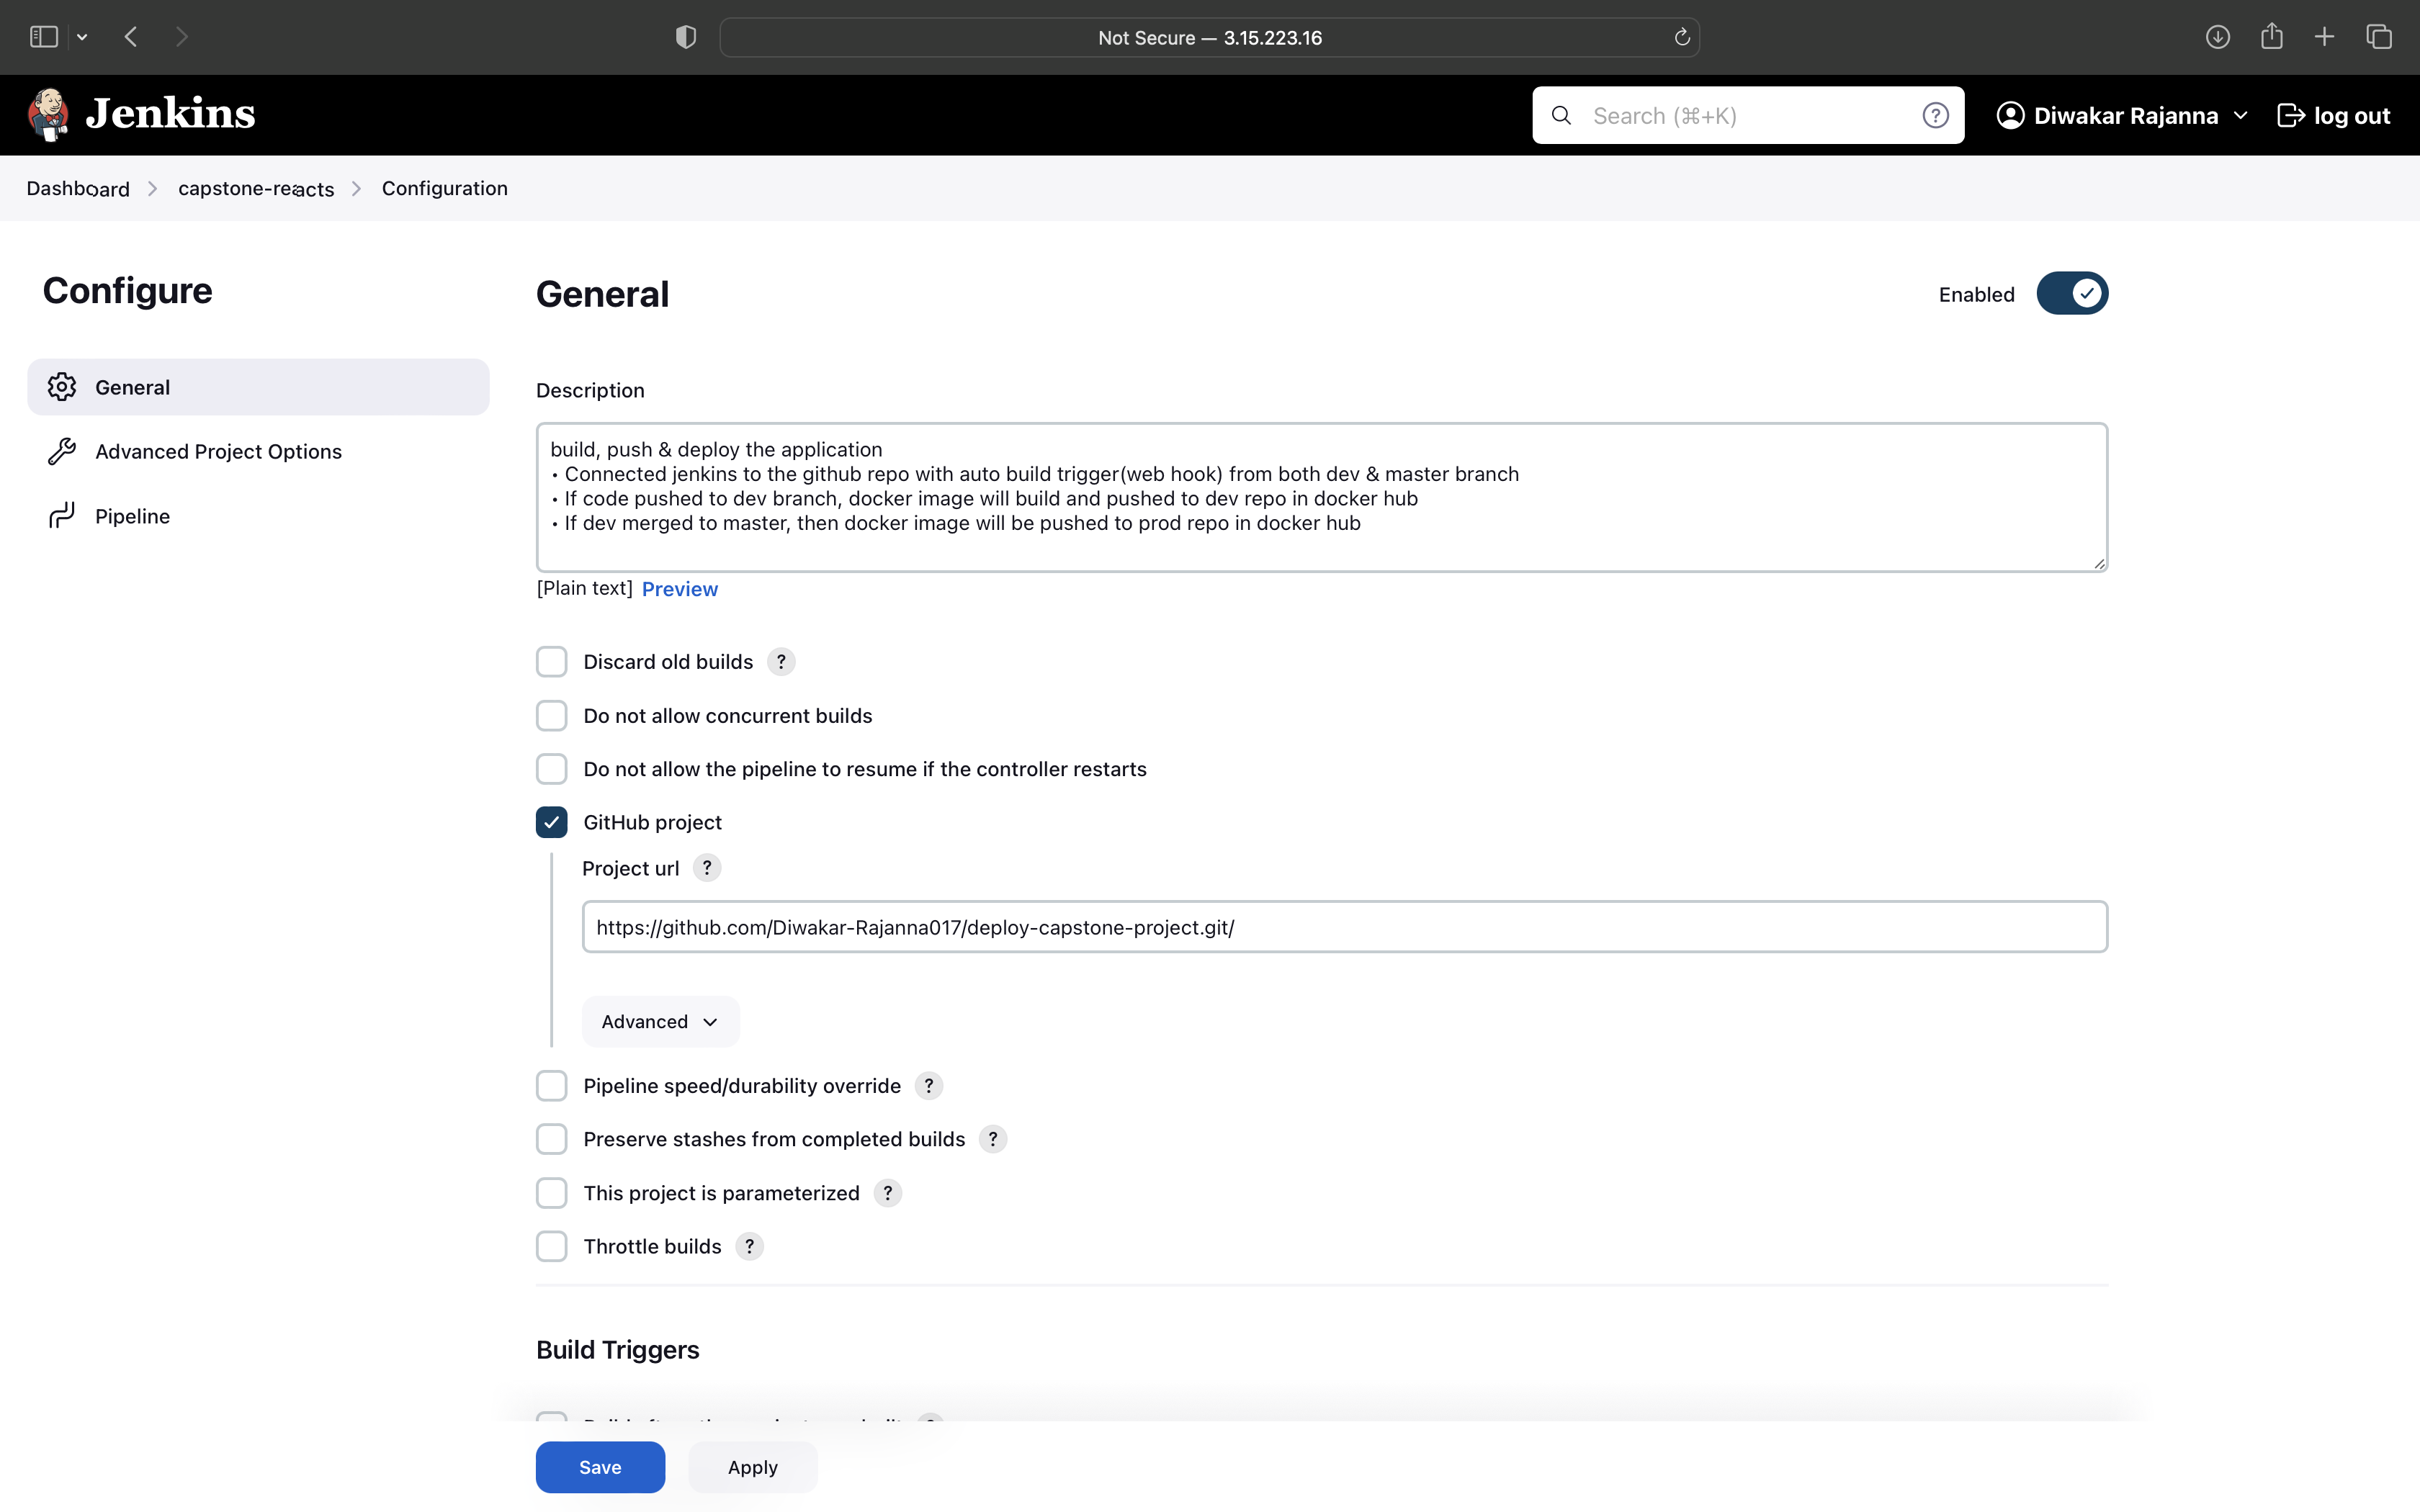 Not Secure — 3.15.223.16
Jenkins
Search (⌘+K)
?
Diwakar Rajanna
log out
Dashboard
capstone-reacts
Configuration
Configure
General
Advanced Project Options
Pipeline
General
Enabled
Description
build, push & deploy the application
• Connected jenkins to the github repo with auto build trigger(web hook) from both dev & master branch
• If code pushed to dev branch, docker image will build and pushed to dev repo in docker hub
• If dev merged to master, then docker image will be pushed to prod repo in docker hub
[Plain text] Preview
Discard old builds ?
Do not allow concurrent builds
Do not allow the pipeline to resume if the controller restarts
GitHub project
Project url ?
https://github.com/Diwakar-Rajanna017/deploy-capstone-project.git/
Advanced
Pipeline speed/durability override ?
Preserve stashes from completed builds ?
This project is parameterized ?
Throttle builds ?
Build Triggers
Save
Apply